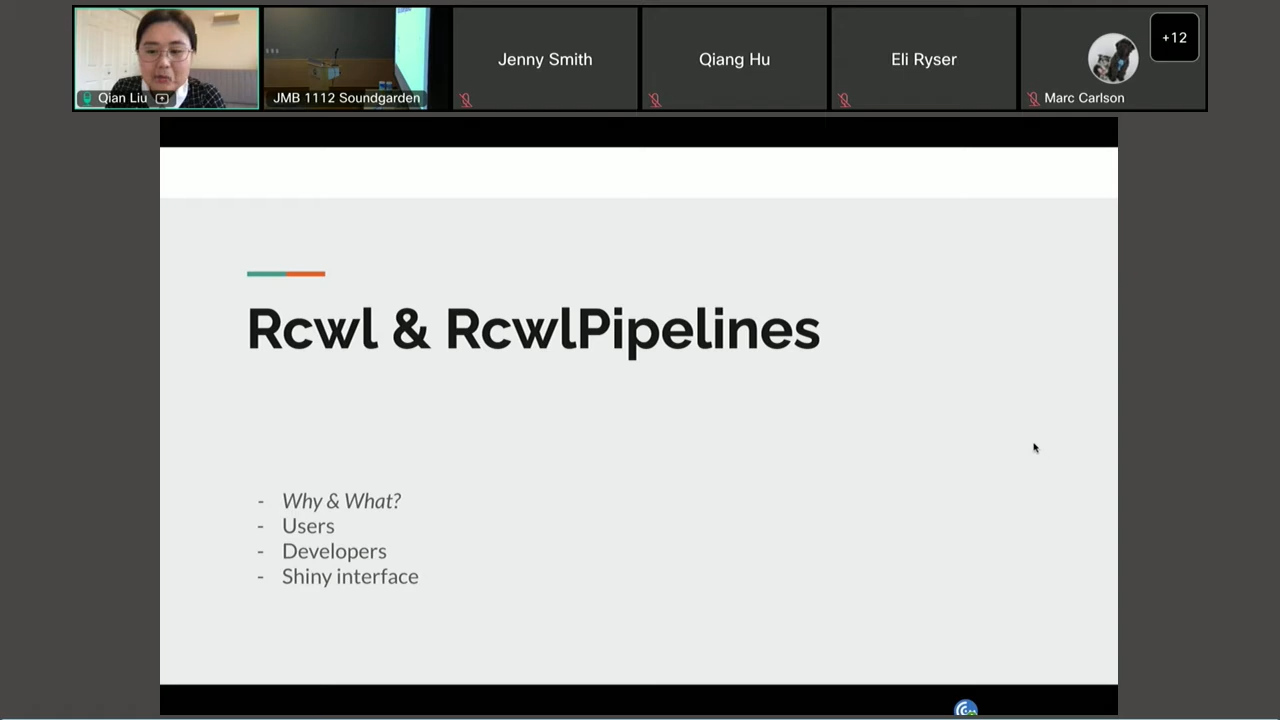 Qian Liu
JMB 1112 Soundgarden
Jenny Smith
Qiang Hu
Eli Ryser
Marc Carlson
+12
Rcwl & RcwlPipelines
- Why & What?
- Users
- Developers
- Shiny interface